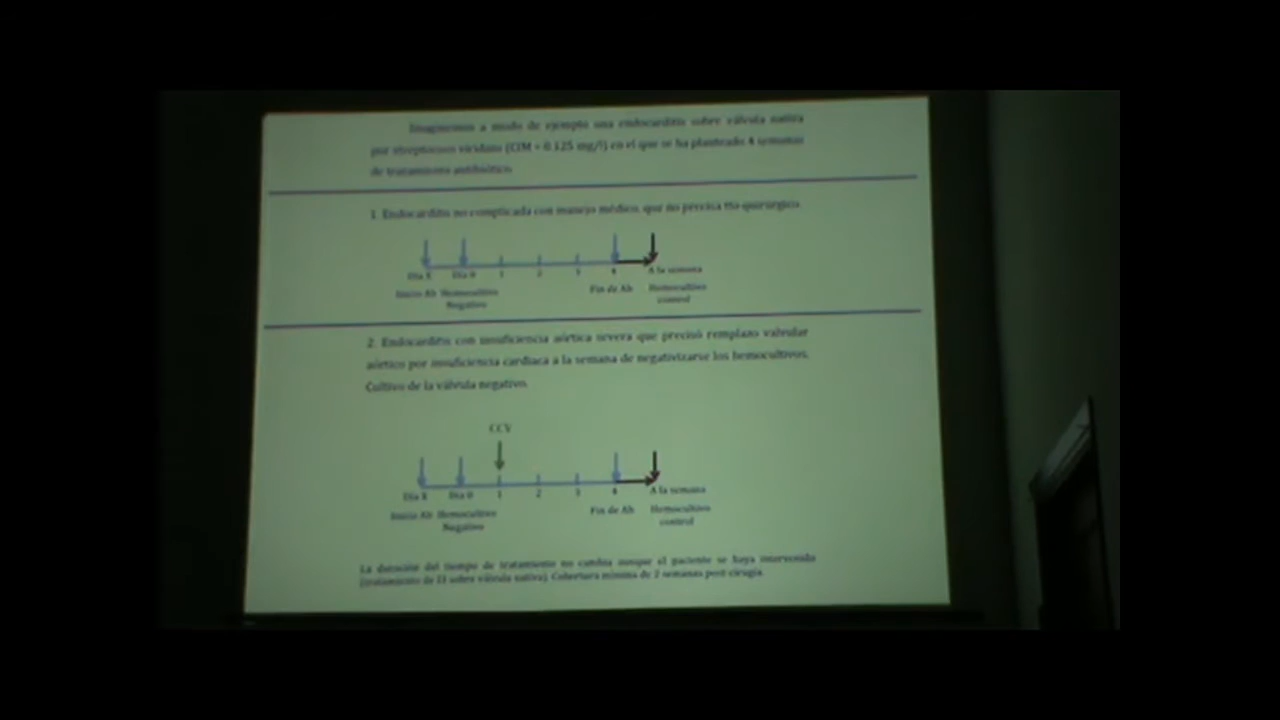 Imaginemos a modo de ejemplo una endocarditis sobre válvula nativa
por streptococo viridans (CIM = 0.125 mg/l) en el que se ha planteado 4 semanas
de tratamiento antibiótico.
1. Endocarditis no complicada con manejo médico, que no precisa tto quirúrgico.
Día X Día 0 1 2 3 4 A la semana
Inicio Ab Hemocultivo Fin de Ab Hemocultivo
Negativo control
2. Endocarditis con insuficiencia aórtica severa que precisó remplazo valvular
aórtico por insuficiencia cardiaca a la semana de negativizarse los hemocultivos.
Cultivo de la válvula negativo.
CCV
Día X Día 0 1 2 3 4 A la semana
Inicio Ab Hemocultivo Fin de Ab Hemocultivo
Negativo control
La duración del tiempo de tratamiento no cambia aunque el paciente se haya intervenido
(tratamiento de EI sobre válvula nativa). Cobertura mínima de 2 semanas post-cirugía.